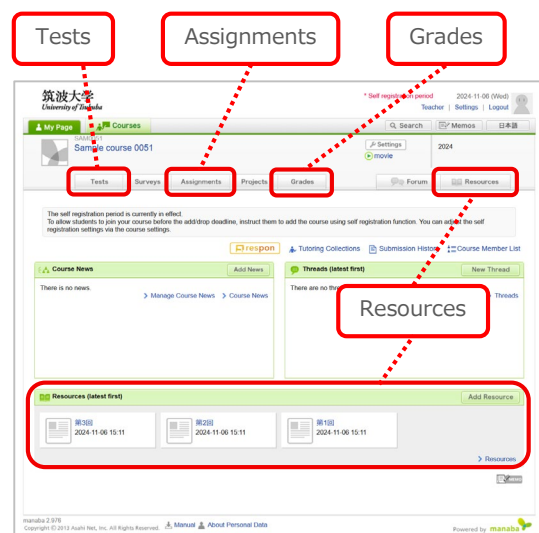 Tests Assignments Grades
筑波大学
University of Tsukuba
* Self registration period 2024-11-06 (Wed)
Teacher | Settings | Logout
My Page Courses Search Memos 日本語
SAM0051
Sample course 0051
Settings
movie
2024
Tests Surveys Assignments Projects Grades Forum Resources
The self registration period is currently in effect.
To allow students to join your course before the add/drop deadline, instruct them to add the course using self registration function. You can adjust the self
registration settings via the course settings.
respon Tutoring Collections Submission History Course Member List
Course News Add News
There is no news.
Manage Course News Course News
Threads (latest first) New Thread
There are no
Threads
Resources
Resources (latest first) Add Resource
第3回
2024-11-06 15:11
第2回
2024-11-06 15:11
第1回
2024-11-06 15:11
Resources
manaba 2.976
Copyright © 2012 Asahi Net, Inc. All Rights Reserved. Manual About Personal Data
Powered by manaba